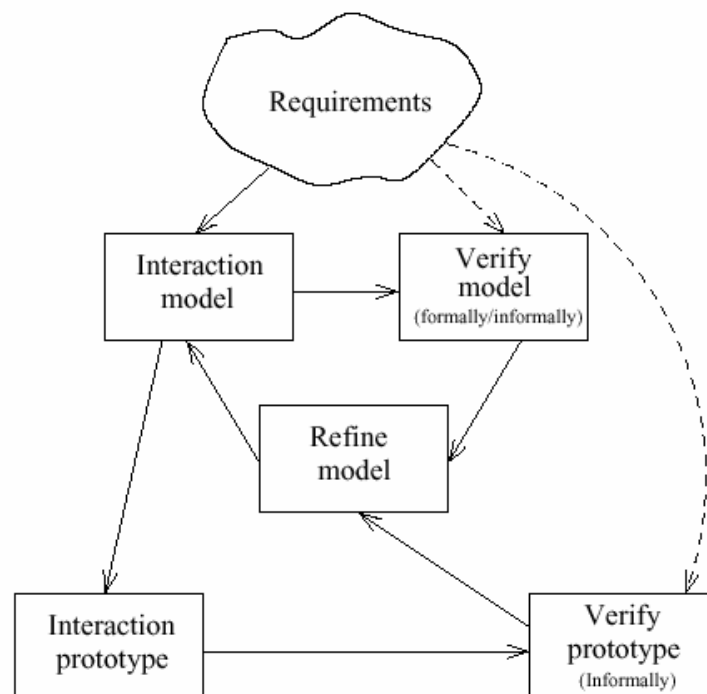 Requirements
Interaction
model
Verify
model
(formally/informally)
Refine
model
Interaction
prototype
Verify
prototype
(Informally)